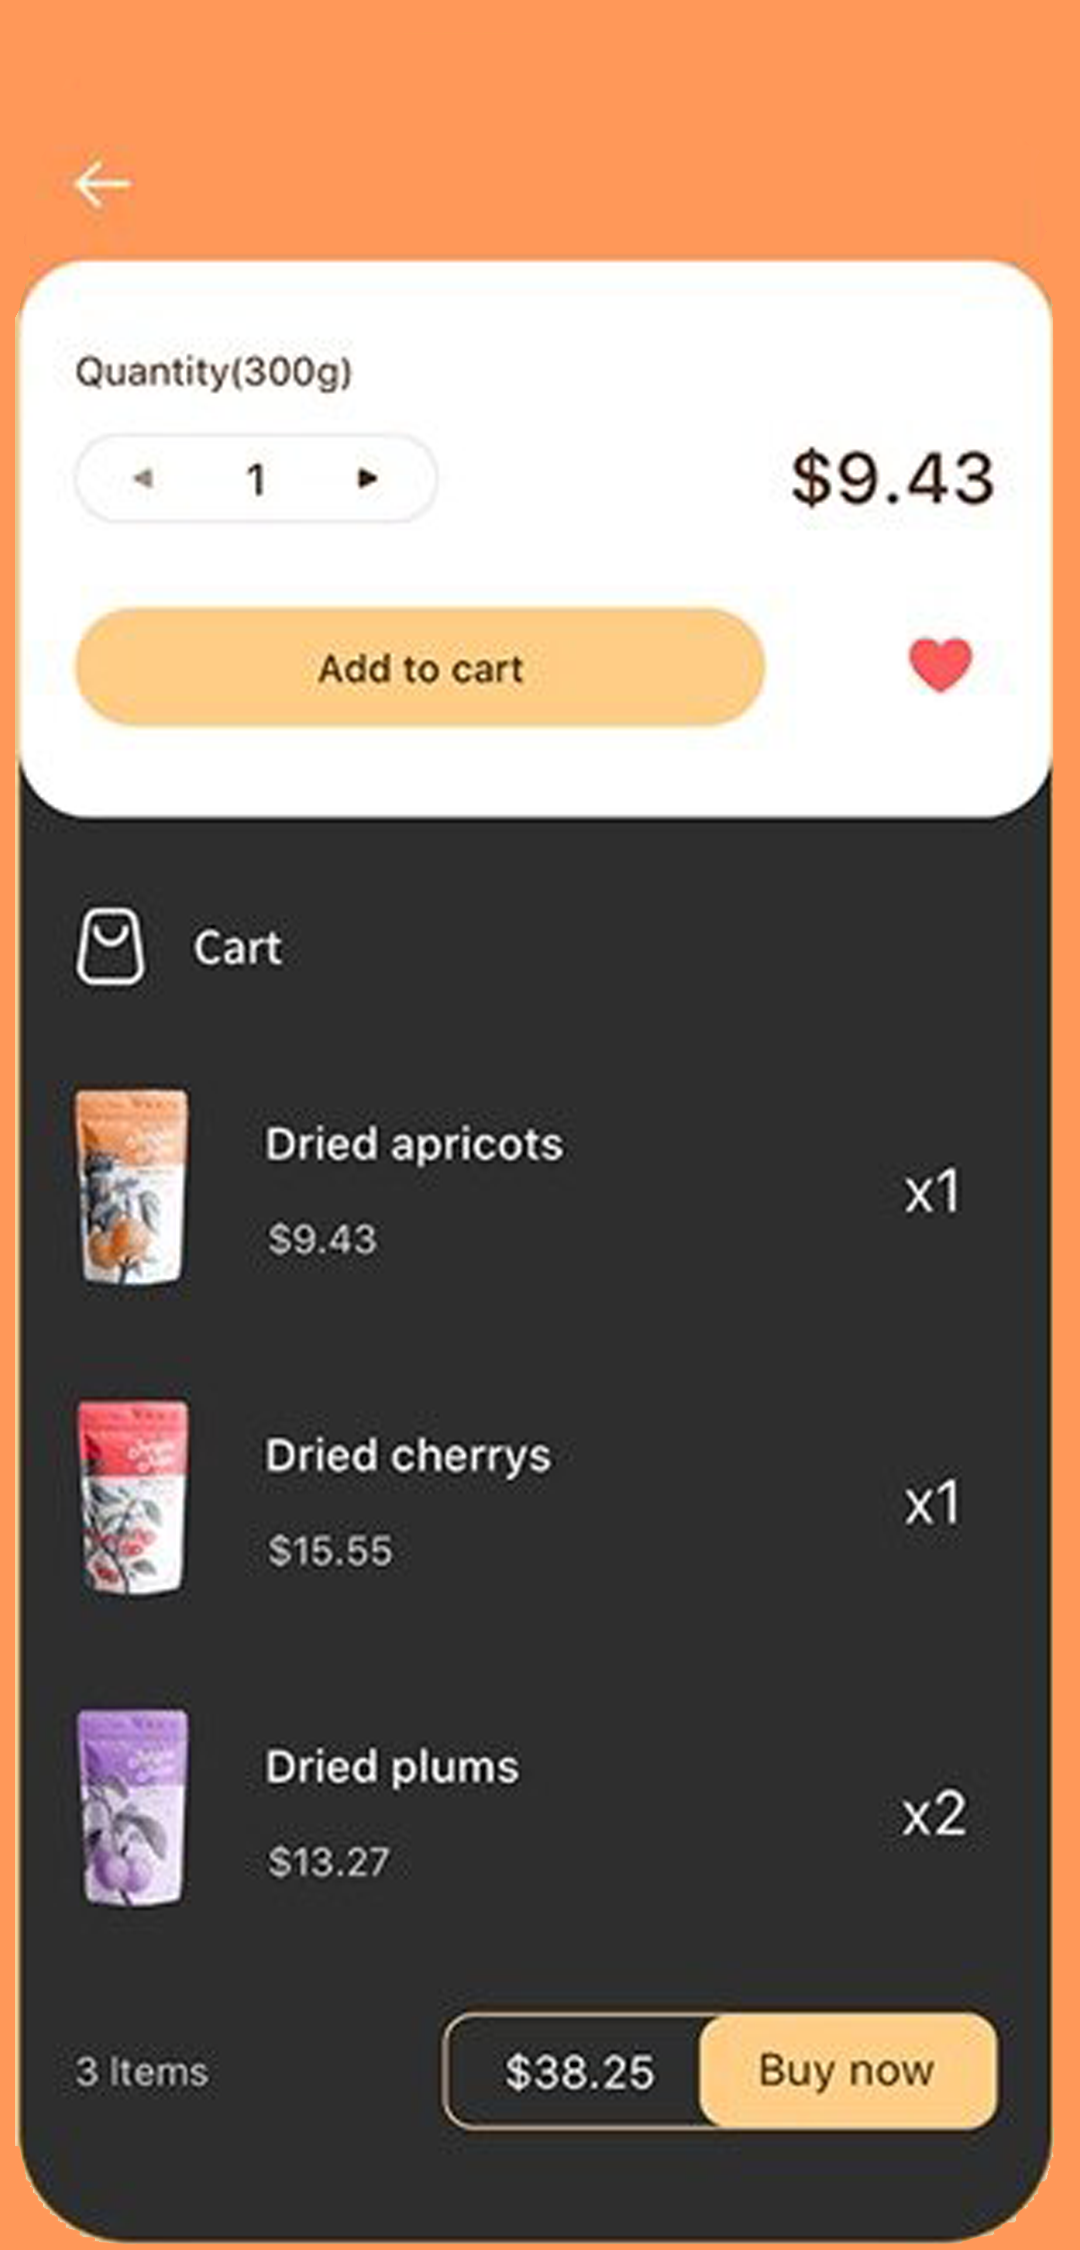 Quantity(300g)
1
$9.43
Add to cart
Cart
Dried apricots
$9.43
x1
Dried cherrys
$15.55
x1
Dried plums
$13.27
x2
3 Items
$38.25
Buy now